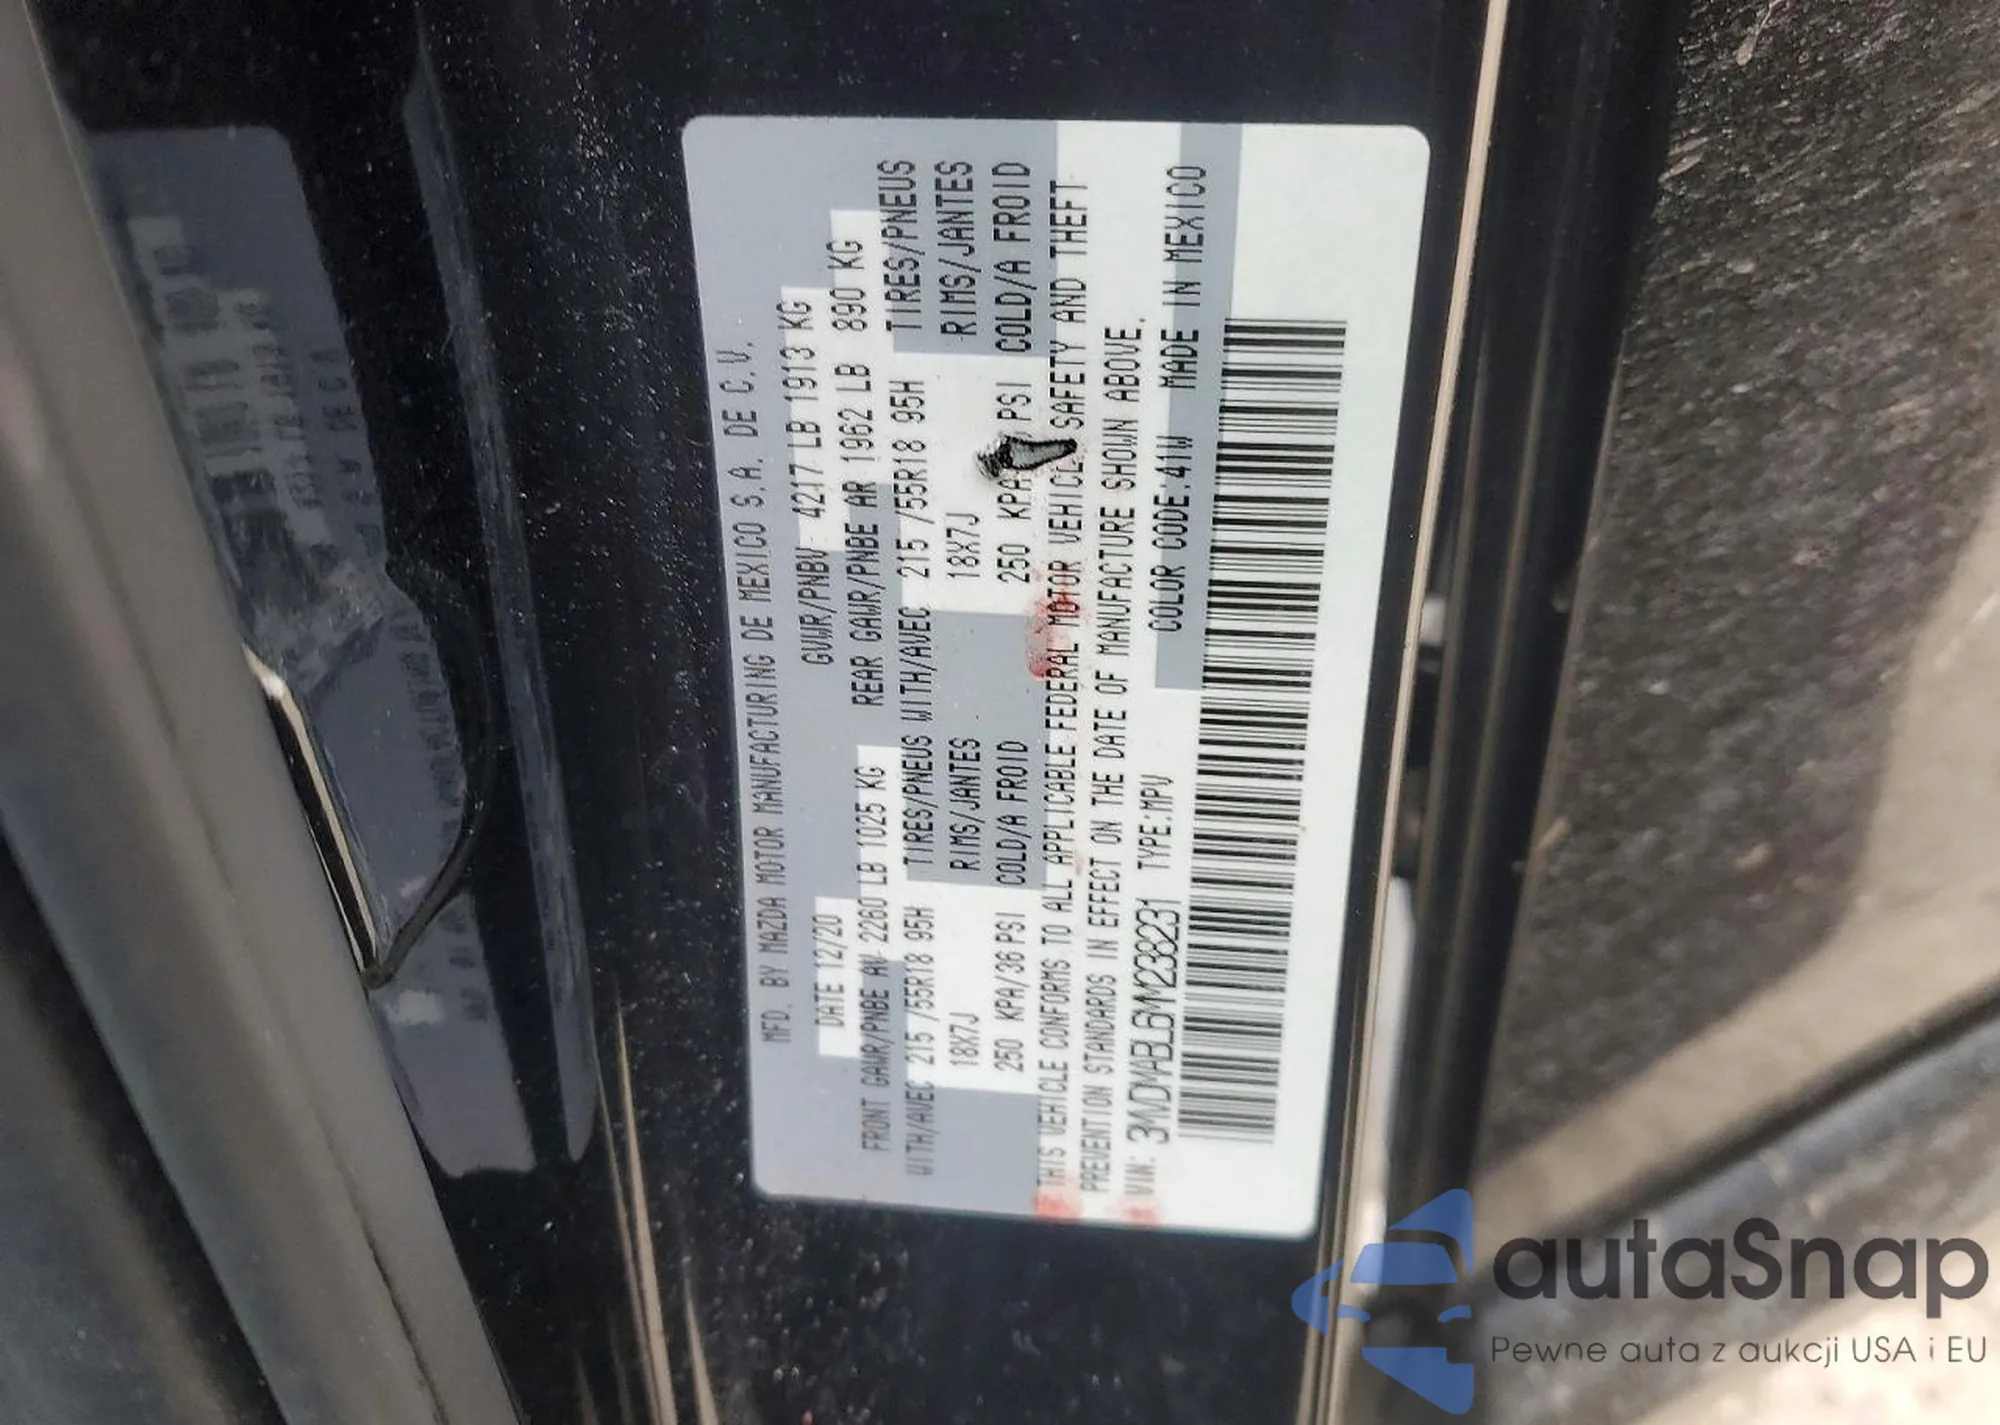 MFD. BY MAZDA MOTOR MANUFACTURING DE MEXICO S.A. DE C.V.
DATE 12/20 GVWR/PNBV 4217 LB 1913 KG
FRONT GAWR/PNBE AV 2260 LB 1025 KG REAR GAWR/PNBE AR 1962 LB 890 KG
WITH/AVEC 215 /55R18 95H TIRES/PNEUS WITH/AVEC 215 /55R18 95H TIRES/PNEUS
18X7J RIMS/JANTES 18X7J RIMS/JANTES
250 KPA/36 PSI COLD/A FROID 250 KPA PSI COLD/A FROID
THIS VEHICLE CONFORMS TO ALL APPLICABLE FEDERAL MOTOR VEHICLE SAFETY AND THEFT
PREVENTION STANDARDS IN EFFECT ON THE DATE OF MANUFACTURE SHOWN ABOVE.
VIN: 3MVDMABL6MM238231 TYPE:MPV COLOR CODE:41W MADE IN MEXICO
autaSnap
Pewne auta z aukcji USA i EU